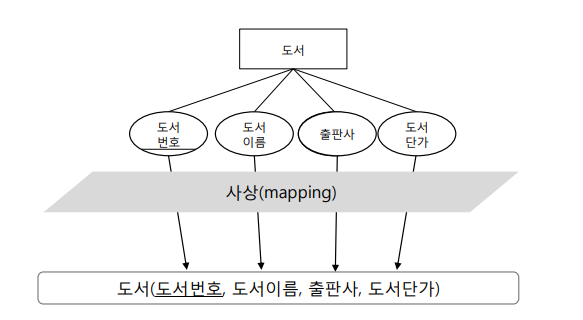 도서
도서
번호
도서
이름
출판사
도서
단가
사상(mapping)
도서(도서번호, 도서이름, 출판사, 도서단가)